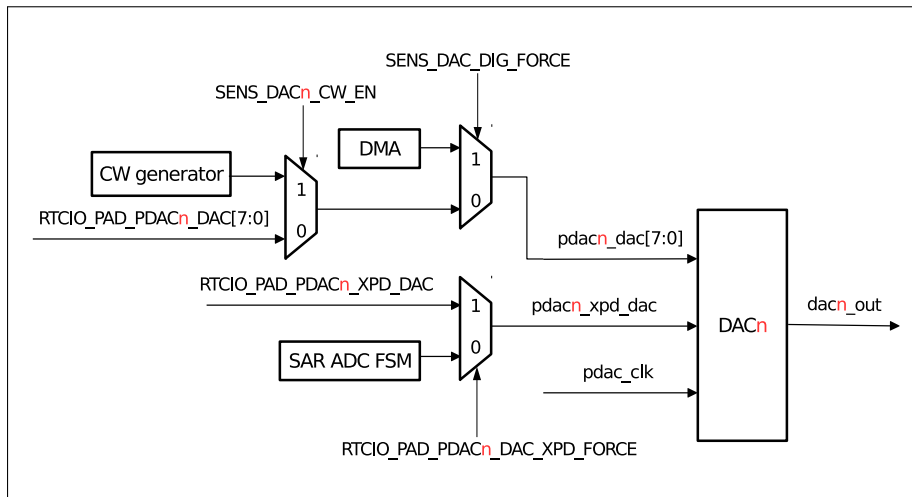 SENS_DAC_DIG_FORCE
SENS_DACn_CW_EN
DMA
1
0
CW generator
1
0
RTCIO_PAD_PDACn_DAC[7:0]
pdacn_dac[7:0]
RTCIO_PAD_PDACn_XPD_DAC
1
0
pdacn_xpd_dac
dacn_out
DACn
SAR ADC FSM
pdac_clk
RTCIO_PAD_PDACn_DAC_XPD_FORCE